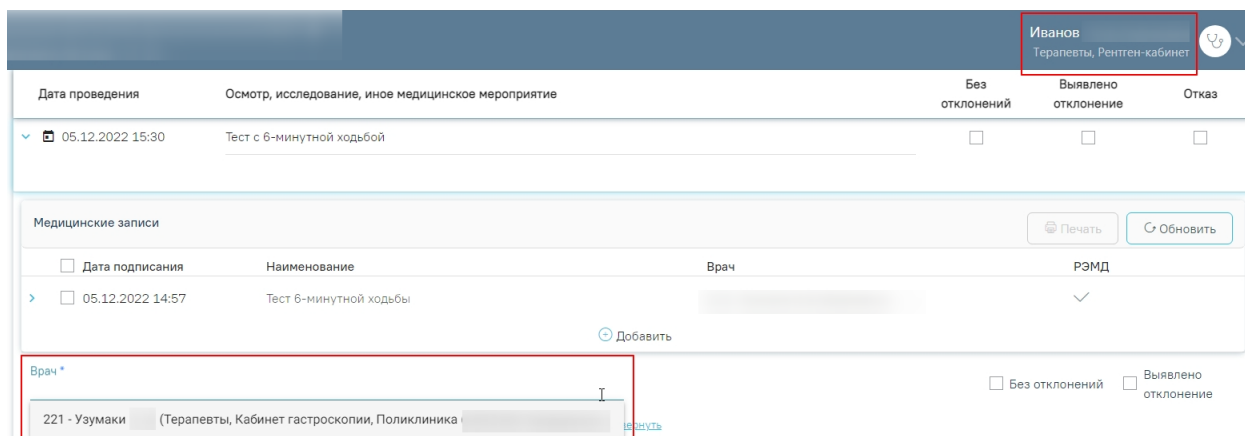 Иванов
Терапевты, Рентген-кабинет
Дата проведения Осмотр, исследование, иное медицинское мероприятие Без отклонений Выявлено отклонение Отказ
05.12.2022 15:30 Тест с 6-минутной ходьбой
Медицинские записи Печать Обновить
Дата подписания Наименование Врач РЭМД
05.12.2022 14:57 Тест 6-минутной ходьбы
Добавить
Врач *
Без отклонений Выявлено отклонение
221 - Узумаки (Терапевты, Кабинет гастроскопии, Поликлиника